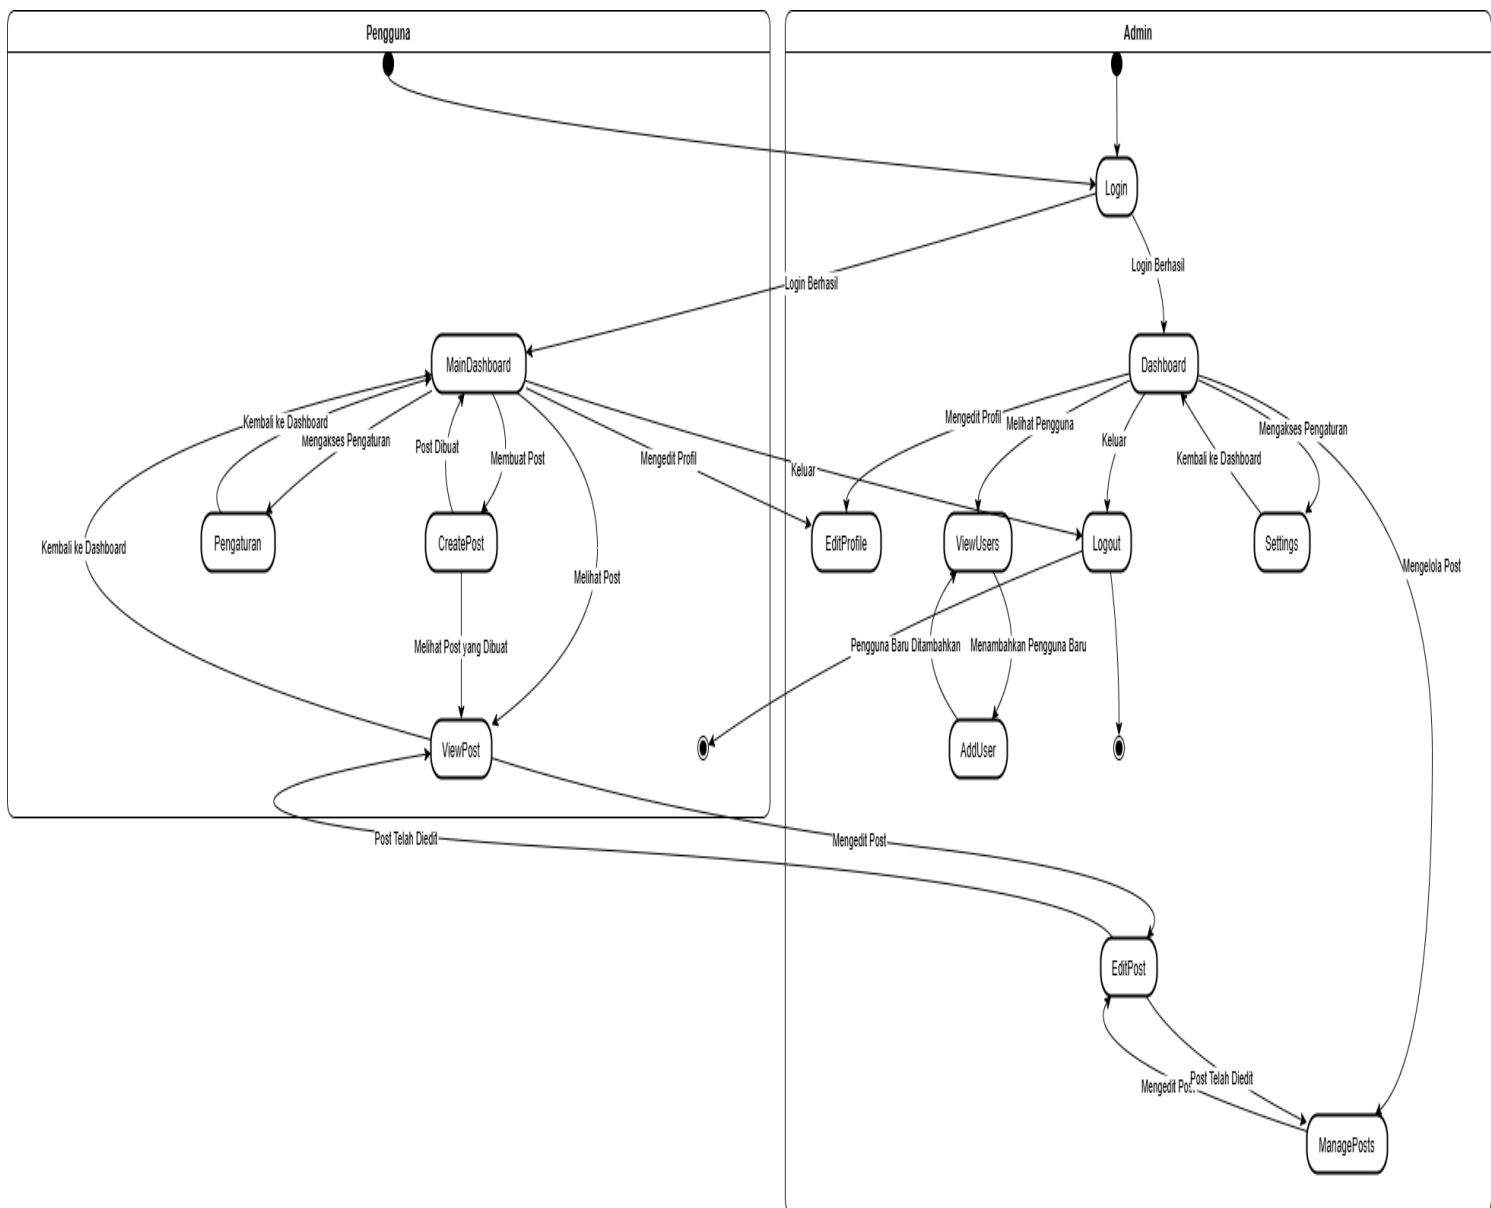 Pengguna
Admin
Login
Login Berhasil
Login Berhasil
MainDashboard
Dashboard
Kembali ke Dashboard
Mengakses Pengaturan
Post Dibuat
Membuat Post
Mengedit Profil
Keluar
Mengedit Profil
Melihat Pengguna
Keluar
Kembali ke Dashboard
Mengakses Pengaturan
Kembali ke Dashboard
Pengaturan
CreatePost
Melihat Post
EditProfile
ViewUsers
Logout
Settings
Mengelola Post
Melihat Post yang Dibuat
Pengguna Baru Ditambahkan
Menambahkan Pengguna Baru
ViewPost
AddUser
Post Telah Diedit
Mengedit Post
EditPost
Mengedit Post
Post Telah Diedit
ManagePosts